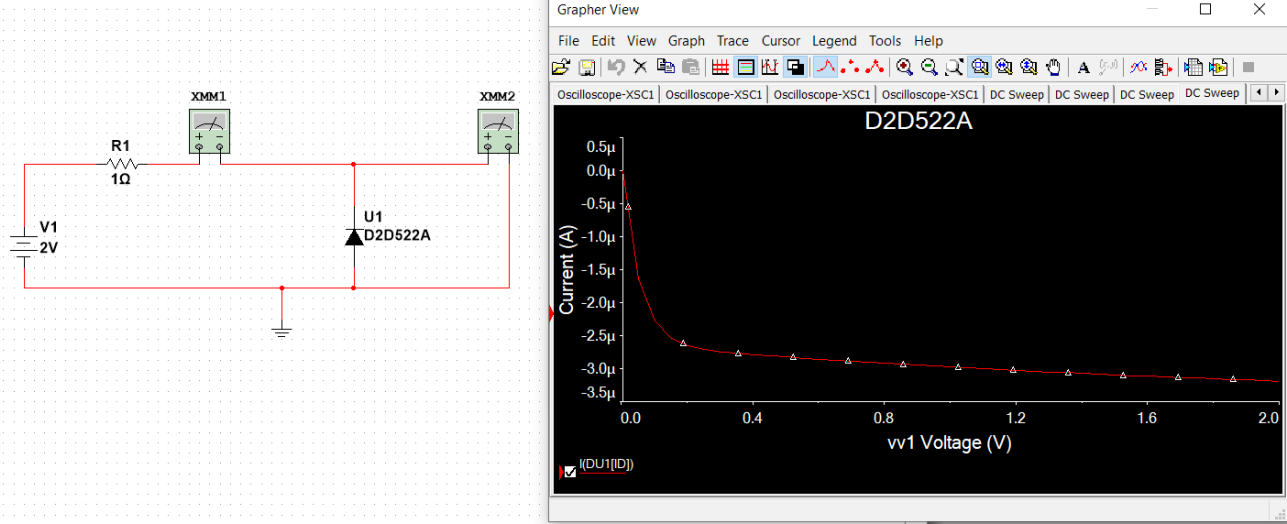 XMM1
XMM2
+ −
+ −
R1
1Ω
V1
2V
U1
D2D522A
Grapher View
File Edit View Graph Trace Cursor Legend Tools Help
A
Oscilloscope-XSC1 Oscilloscope-XSC1 Oscilloscope-XSC1 Oscilloscope-XSC1 DC Sweep DC Sweep DC Sweep DC Sweep
D2D522A
Current (A)
0.5µ
0.0µ
-0.5µ
-1.0µ
-1.5µ
-2.0µ
-2.5µ
-3.0µ
-3.5µ
0.0 0.4 0.8 1.2 1.6 2.0
vv1 Voltage (V)
I(DU1[ID])